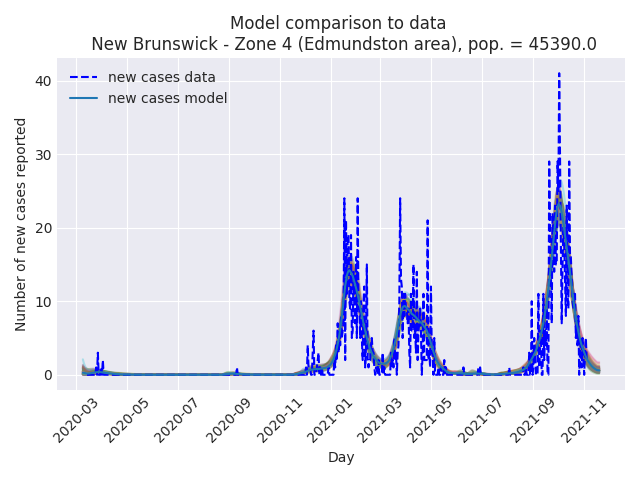 Model comparison to data
New Brunswick - Zone 4 (Edmundston area), pop. = 45390.0
new cases data
new cases model
Number of new cases reported
40
30
20
10
0
2020-03
2020-05
2020-07
2020-09
2020-11
2021-01
2021-03
2021-05
2021-07
2021-09
2021-11
Day